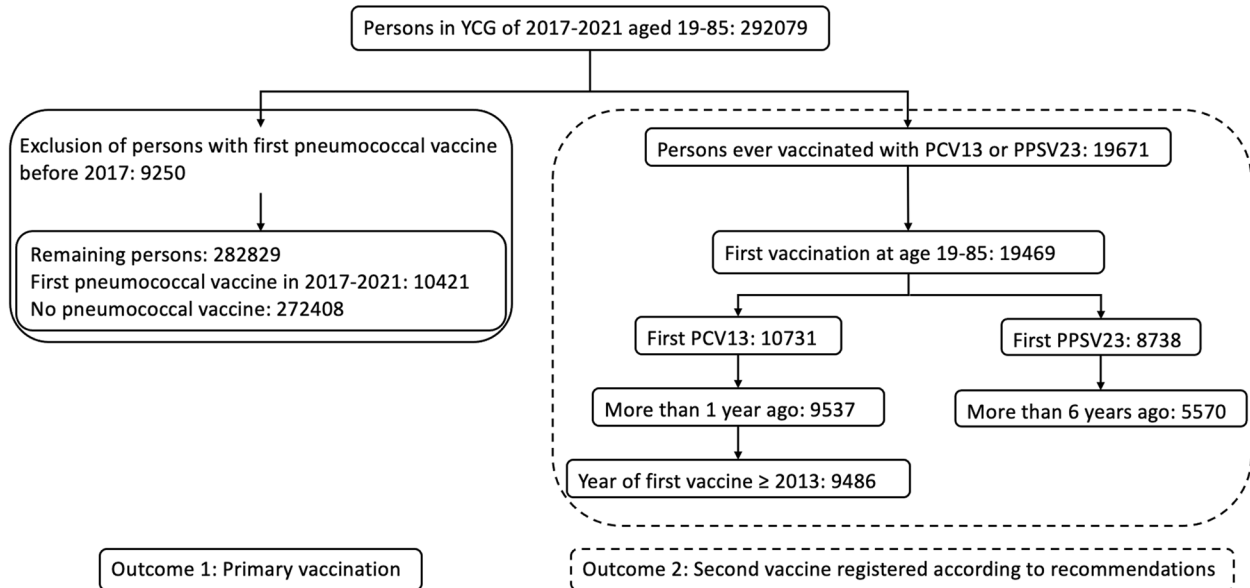 Persons in YCG of 2017-2021 aged 19-85: 292079
Exclusion of persons with first pneumococcal vaccine
before 2017: 9250
Remaining persons: 282829
First pneumococcal vaccine in 2017-2021: 10421
No pneumococcal vaccine: 272408
Persons ever vaccinated with PCV13 or PPSV23: 19671
First vaccination at age 19-85: 19469
First PCV13: 10731
First PPSV23: 8738
More than 1 year ago: 9537
More than 6 years ago: 5570
Year of first vaccine ≥ 2013: 9486
Outcome 1: Primary vaccination
Outcome 2: Second vaccine registered according to recommendations